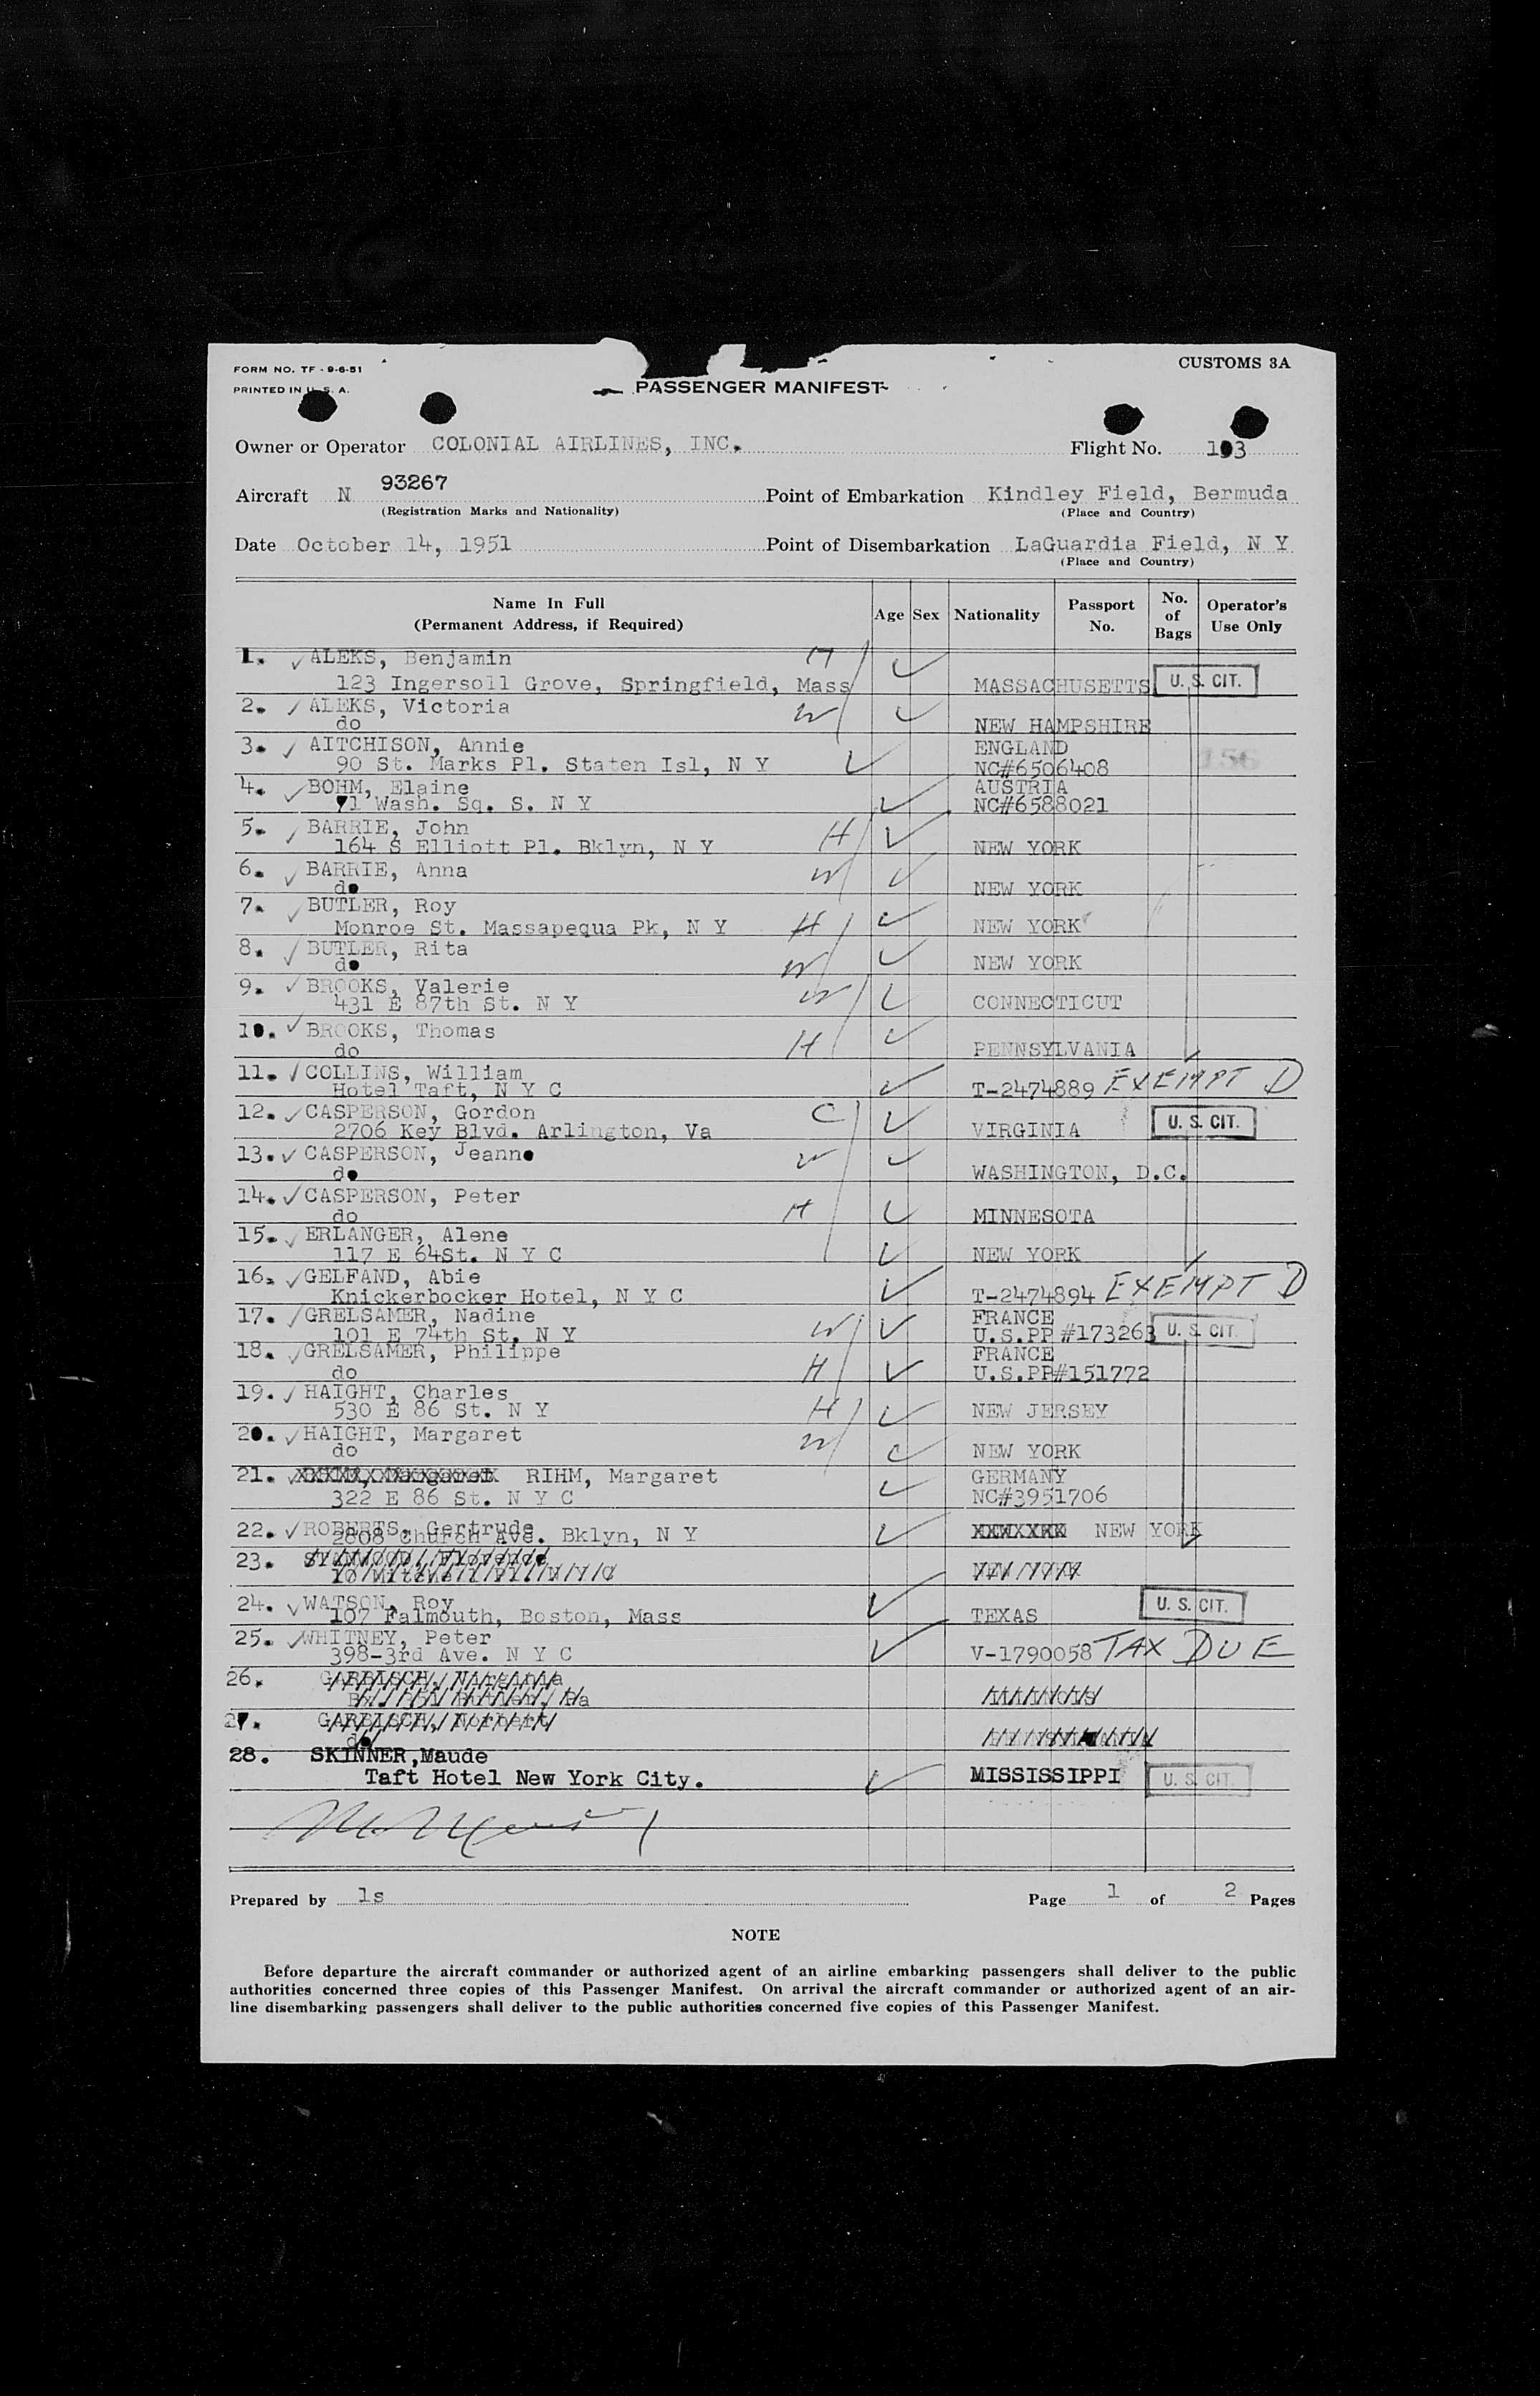 FORM NO. TF - 9-6-51
PRINTED IN U. S. A.
CUSTOMS 3A
PASSENGER MANIFEST
Owner or Operator COLONIAL AIRLINES, INC.
Flight No. 103
Aircraft N 93267
(Registration Marks and Nationality)
Point of Embarkation Kindley Field, Bermuda
(Place and Country)
Date October 14, 1951
Point of Disembarkation LaGuardia Field, N Y
(Place and Country)
Name In Full
(Permanent Address, if Required)
Age Sex Nationality Passport No. No. of Bags Operator's Use Only
1. ALEKS, Benjamin H
123 Ingersoll Grove, Springfield, Mass MASSACHUSETTS U. S. CIT.
2. ALEKS, Victoria W
do NEW HAMPSHIRE
3. AITCHISON, Annie ENGLAND
90 St. Marks Pl. Staten Isl, N Y NC#6506408 156
4. BOHM, Elaine AUSTRIA
71 Wash. Sq. S. N Y NC#6588021
5. BARRIE, John H
164 S Elliott Pl. Bklyn, N Y NEW YORK
6. BARRIE, Anna W
do NEW YORK
7. BUTLER, Roy
Monroe St. Massapequa Pk, N Y H NEW YORK
8. BUTLER, Rita
do W NEW YORK
9. BROOKS, Valerie W
431 E 87th St. N Y CONNECTICUT
10. BROOKS, Thomas
do H PENNSYLVANIA
11. COLLINS, William
Hotel Taft, N Y C T-2474889 EXEMPT D
12. CASPERSON, Gordon C
2706 Key Blvd. Arlington, Va VIRGINIA U. S. CIT.
13. CASPERSON, Jeanne W
do WASHINGTON, D.C.
14. CASPERSON, Peter H
do MINNESOTA
15. ERLANGER, Alene
117 E 64St. N Y C NEW YORK
16. GELFAND, Abie
Knickerbocker Hotel, N Y C T-2474894 EXEMPT D
17. GRELSAMER, Nadine FRANCE
101 E 74th St. N Y W U.S.PP #173263 U. S. CIT.
18. GRELSAMER, Philippe FRANCE
do H U.S.PP#151772
19. HAIGHT, Charles
530 E 86 St. N Y H NEW JERSEY
20. HAIGHT, Margaret W
do NEW YORK
21. RIHM, Margaret GERMANY
322 E 86 St. N Y C NC#3951706
22. ROBERTS, Gertrude
2808 Church Ave. Bklyn, N Y NEW YORK
23.
NEW YORK
24. WATSON, Roy
107 Falmouth, Boston, Mass TEXAS U. S. CIT.
25. WHITNEY, Peter
398-3rd Ave. N Y C V-1790058 TAX DUE
26. GARBISCH, Virginia
27. GARBISCH, Norbert
do
28. SKINNER,Maude
Taft Hotel New York City. MISSISSIPPI U. S. CIT.
Prepared by ls
Page 1 of 2 Pages
NOTE
Before departure the aircraft commander or authorized agent of an airline embarking passengers shall deliver to the public
authorities concerned three copies of this Passenger Manifest. On arrival the aircraft commander or authorized agent of an air-
line disembarking passengers shall deliver to the public authorities concerned five copies of this Passenger Manifest.